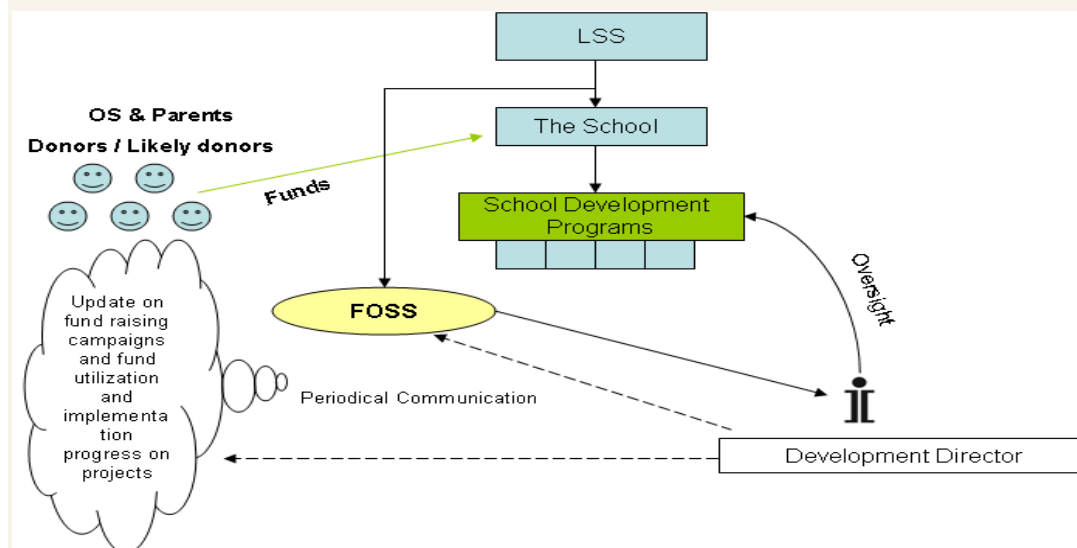 LSS
OS & Parents
Donors / Likely donors
The School
Funds
School Development
Programs
Oversight
FOSS
Update on
fund raising
campaigns
and fund
utilization
and
implementa
tion
progress on
projects
Periodical Communication
Development Director